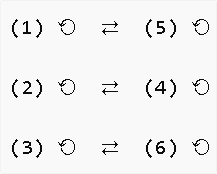 (1) ⟲ ⇄ (5) ⟲
(2) ⟲ ⇄ (4) ⟲
(3) ⟲ ⇄ (6) ⟲